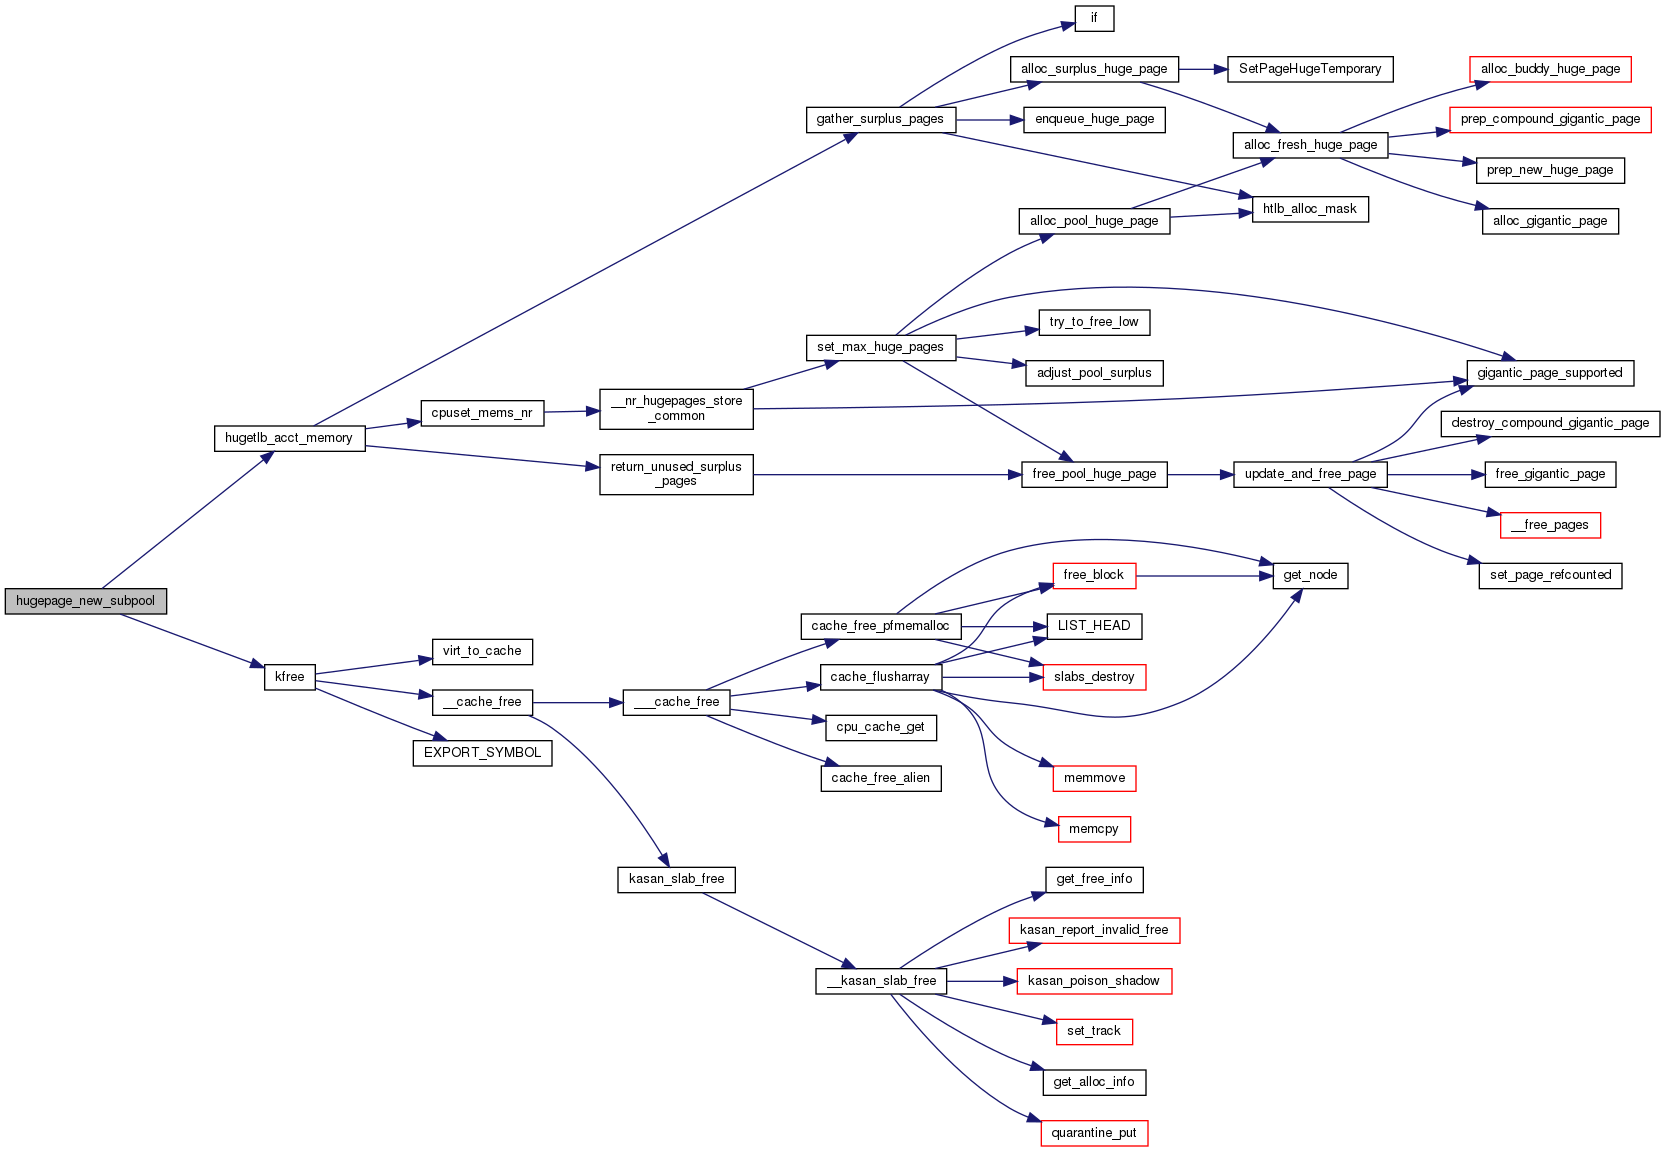 if
alloc_surplus_huge_page
SetPageHugeTemporary
alloc_buddy_huge_page
gather_surplus_pages
enqueue_huge_page
prep_compound_gigantic_page
alloc_fresh_huge_page
prep_new_huge_page
htlb_alloc_mask
alloc_pool_huge_page
alloc_gigantic_page
try_to_free_low
set_max_huge_pages
adjust_pool_surplus
gigantic_page_supported
__nr_hugepages_store
_common
cpuset_mems_nr
hugetlb_acct_memory
destroy_compound_gigantic_page
return_unused_surplus
_pages
free_pool_huge_page
update_and_free_page
free_gigantic_page
__free_pages
free_block
get_node
set_page_refcounted
hugepage_new_subpool
cache_free_pfmemalloc
LIST_HEAD
virt_to_cache
kfree
cache_flusharray
slabs_destroy
__cache_free
___cache_free
cpu_cache_get
EXPORT_SYMBOL
cache_free_alien
memmove
memcpy
kasan_slab_free
get_free_info
kasan_report_invalid_free
__kasan_slab_free
kasan_poison_shadow
set_track
get_alloc_info
quarantine_put